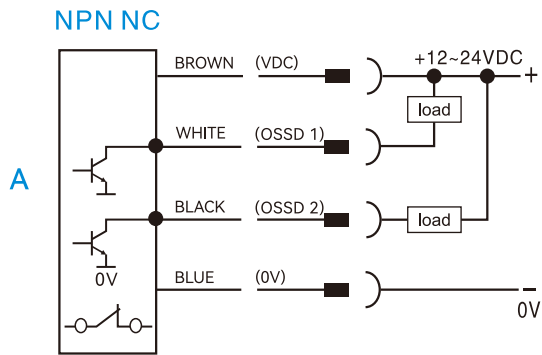 NPN NC
BROWN (VDC) +12~24VDC +
load
WHITE (OSSD 1)
A
BLACK (OSSD 2) load
0V
BLUE (0V) −
0V